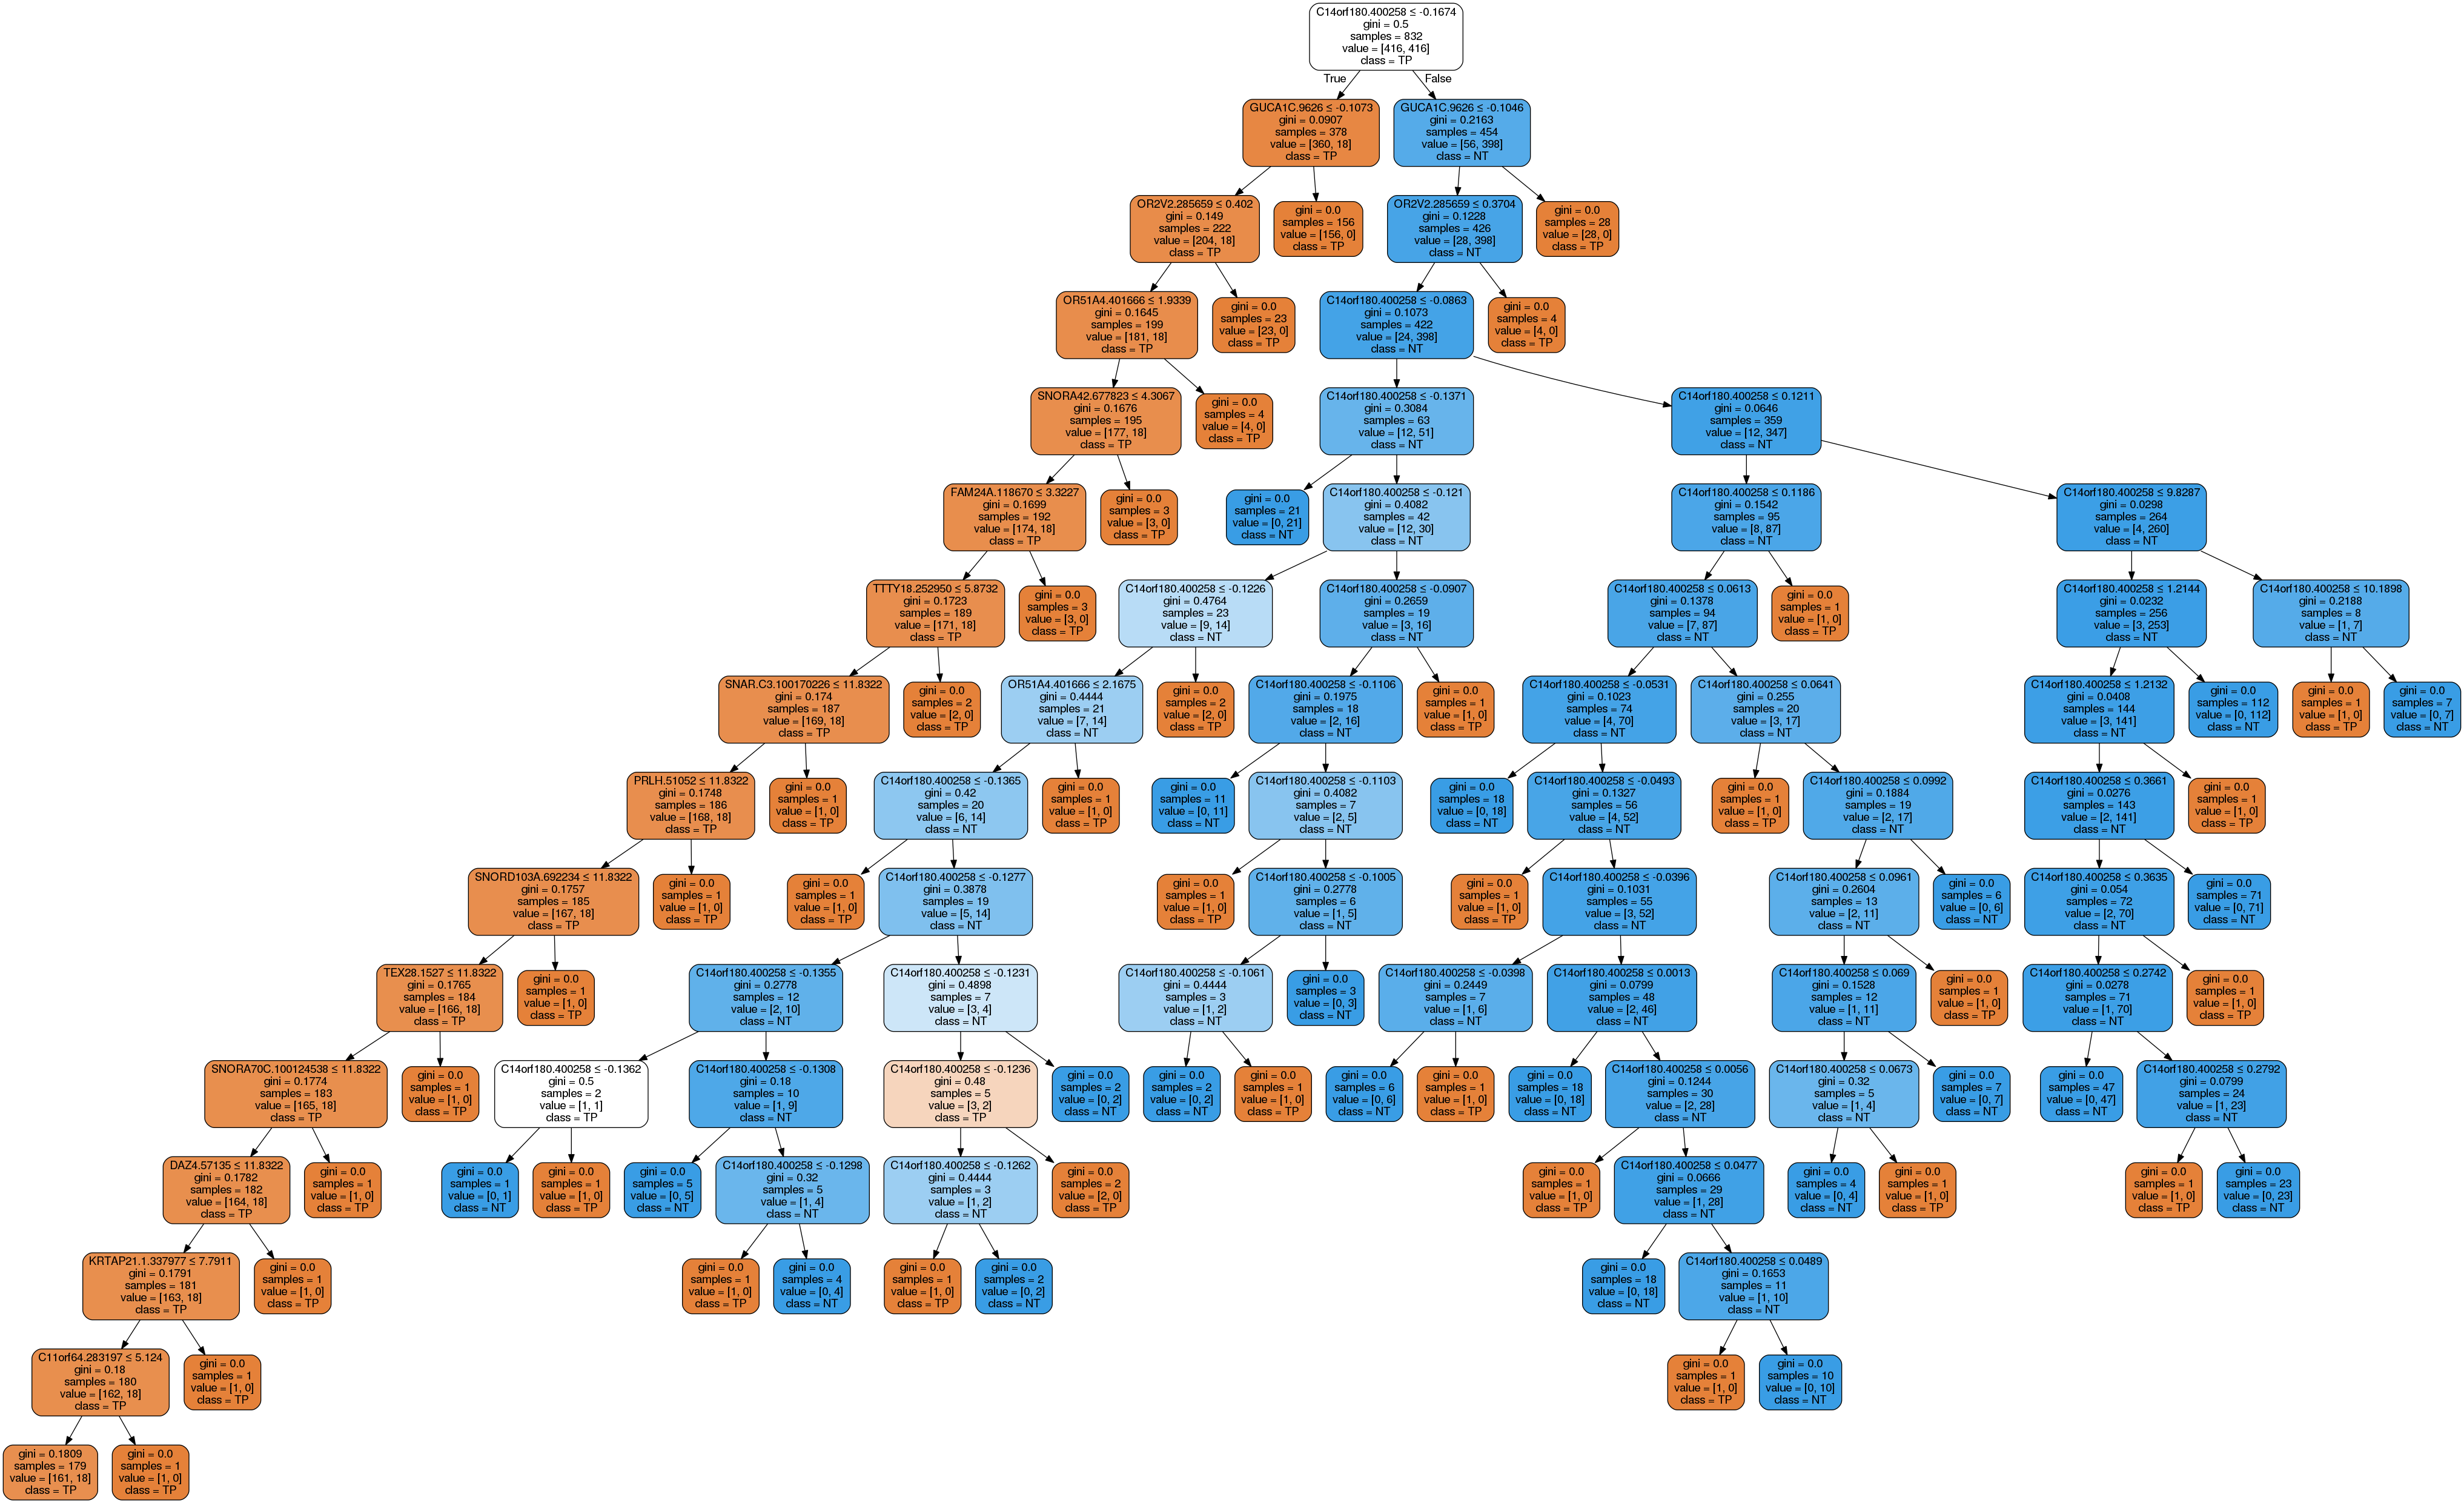 C14orf180.400258 ≤ -0.1674
gini = 0.5
samples = 832
value = [416, 416]
class = TP
True
False
GUCA1C.9626 ≤ -0.1073
gini = 0.0907
samples = 378
value = [360, 18]
class = TP
GUCA1C.9626 ≤ -0.1046
gini = 0.2163
samples = 454
value = [56, 398]
class = NT
OR2V2.285659 ≤ 0.402
gini = 0.149
samples = 222
value = [204, 18]
class = TP
gini = 0.0
samples = 156
value = [156, 0]
class = TP
OR2V2.285659 ≤ 0.3704
gini = 0.1228
samples = 426
value = [28, 398]
class = NT
gini = 0.0
samples = 28
value = [28, 0]
class = TP
OR51A4.401666 ≤ 1.9339
gini = 0.1645
samples = 199
value = [181, 18]
class = TP
gini = 0.0
samples = 23
value = [23, 0]
class = TP
C14orf180.400258 ≤ -0.0863
gini = 0.1073
samples = 422
value = [24, 398]
class = NT
gini = 0.0
samples = 4
value = [4, 0]
class = TP
SNORA42.677823 ≤ 4.3067
gini = 0.1676
samples = 195
value = [177, 18]
class = TP
gini = 0.0
samples = 4
value = [4, 0]
class = TP
C14orf180.400258 ≤ -0.1371
gini = 0.3084
samples = 63
value = [12, 51]
class = NT
C14orf180.400258 ≤ 0.1211
gini = 0.0646
samples = 359
value = [12, 347]
class = NT
FAM24A.118670 ≤ 3.3227
gini = 0.1699
samples = 192
value = [174, 18]
class = TP
gini = 0.0
samples = 3
value = [3, 0]
class = TP
gini = 0.0
samples = 21
value = [0, 21]
class = NT
C14orf180.400258 ≤ -0.121
gini = 0.4082
samples = 42
value = [12, 30]
class = NT
C14orf180.400258 ≤ 0.1186
gini = 0.1542
samples = 95
value = [8, 87]
class = NT
C14orf180.400258 ≤ 9.8287
gini = 0.0298
samples = 264
value = [4, 260]
class = NT
TTTY18.252950 ≤ 5.8732
gini = 0.1723
samples = 189
value = [171, 18]
class = TP
gini = 0.0
samples = 3
value = [3, 0]
class = TP
C14orf180.400258 ≤ -0.1226
gini = 0.4764
samples = 23
value = [9, 14]
class = NT
C14orf180.400258 ≤ -0.0907
gini = 0.2659
samples = 19
value = [3, 16]
class = NT
C14orf180.400258 ≤ 0.0613
gini = 0.1378
samples = 94
value = [7, 87]
class = NT
gini = 0.0
samples = 1
value = [1, 0]
class = TP
C14orf180.400258 ≤ 1.2144
gini = 0.0232
samples = 256
value = [3, 253]
class = NT
C14orf180.400258 ≤ 10.1898
gini = 0.2188
samples = 8
value = [1, 7]
class = NT
SNAR.C3.100170226 ≤ 11.8322
gini = 0.174
samples = 187
value = [169, 18]
class = TP
gini = 0.0
samples = 2
value = [2, 0]
class = TP
OR51A4.401666 ≤ 2.1675
gini = 0.4444
samples = 21
value = [7, 14]
class = NT
gini = 0.0
samples = 2
value = [2, 0]
class = TP
C14orf180.400258 ≤ -0.1106
gini = 0.1975
samples = 18
value = [2, 16]
class = NT
gini = 0.0
samples = 1
value = [1, 0]
class = TP
C14orf180.400258 ≤ -0.0531
gini = 0.1023
samples = 74
value = [4, 70]
class = NT
C14orf180.400258 ≤ 0.0641
gini = 0.255
samples = 20
value = [3, 17]
class = NT
C14orf180.400258 ≤ 1.2132
gini = 0.0408
samples = 144
value = [3, 141]
class = NT
gini = 0.0
samples = 112
value = [0, 112]
class = NT
gini = 0.0
samples = 1
value = [1, 0]
class = TP
gini = 0.0
samples = 7
value = [0, 7]
class = NT
PRLH.51052 ≤ 11.8322
gini = 0.1748
samples = 186
value = [168, 18]
class = TP
gini = 0.0
samples = 1
value = [1, 0]
class = TP
C14orf180.400258 ≤ -0.1365
gini = 0.42
samples = 20
value = [6, 14]
class = NT
gini = 0.0
samples = 1
value = [1, 0]
class = TP
gini = 0.0
samples = 11
value = [0, 11]
class = NT
C14orf180.400258 ≤ -0.1103
gini = 0.4082
samples = 7
value = [2, 5]
class = NT
gini = 0.0
samples = 18
value = [0, 18]
class = NT
C14orf180.400258 ≤ -0.0493
gini = 0.1327
samples = 56
value = [4, 52]
class = NT
gini = 0.0
samples = 1
value = [1, 0]
class = TP
C14orf180.400258 ≤ 0.0992
gini = 0.1884
samples = 19
value = [2, 17]
class = NT
C14orf180.400258 ≤ 0.3661
gini = 0.0276
samples = 143
value = [2, 141]
class = NT
gini = 0.0
samples = 1
value = [1, 0]
class = TP
SNORD103A.692234 ≤ 11.8322
gini = 0.1757
samples = 185
value = [167, 18]
class = TP
gini = 0.0
samples = 1
value = [1, 0]
class = TP
gini = 0.0
samples = 1
value = [1, 0]
class = TP
C14orf180.400258 ≤ -0.1277
gini = 0.3878
samples = 19
value = [5, 14]
class = NT
gini = 0.0
samples = 1
value = [1, 0]
class = TP
C14orf180.400258 ≤ -0.1005
gini = 0.2778
samples = 6
value = [1, 5]
class = NT
gini = 0.0
samples = 1
value = [1, 0]
class = TP
C14orf180.400258 ≤ -0.0396
gini = 0.1031
samples = 55
value = [3, 52]
class = NT
C14orf180.400258 ≤ 0.0961
gini = 0.2604
samples = 13
value = [2, 11]
class = NT
gini = 0.0
samples = 6
value = [0, 6]
class = NT
C14orf180.400258 ≤ 0.3635
gini = 0.054
samples = 72
value = [2, 70]
class = NT
gini = 0.0
samples = 71
value = [0, 71]
class = NT
TEX28.1527 ≤ 11.8322
gini = 0.1765
samples = 184
value = [166, 18]
class = TP
gini = 0.0
samples = 1
value = [1, 0]
class = TP
C14orf180.400258 ≤ -0.1355
gini = 0.2778
samples = 12
value = [2, 10]
class = NT
C14orf180.400258 ≤ -0.1231
gini = 0.4898
samples = 7
value = [3, 4]
class = NT
C14orf180.400258 ≤ -0.1061
gini = 0.4444
samples = 3
value = [1, 2]
class = NT
gini = 0.0
samples = 3
value = [0, 3]
class = NT
C14orf180.400258 ≤ -0.0398
gini = 0.2449
samples = 7
value = [1, 6]
class = NT
C14orf180.400258 ≤ 0.0013
gini = 0.0799
samples = 48
value = [2, 46]
class = NT
C14orf180.400258 ≤ 0.069
gini = 0.1528
samples = 12
value = [1, 11]
class = NT
gini = 0.0
samples = 1
value = [1, 0]
class = TP
C14orf180.400258 ≤ 0.2742
gini = 0.0278
samples = 71
value = [1, 70]
class = NT
gini = 0.0
samples = 1
value = [1, 0]
class = TP
SNORA70C.100124538 ≤ 11.8322
gini = 0.1774
samples = 183
value = [165, 18]
class = TP
gini = 0.0
samples = 1
value = [1, 0]
class = TP
C14orf180.400258 ≤ -0.1362
gini = 0.5
samples = 2
value = [1, 1]
class = TP
C14orf180.400258 ≤ -0.1308
gini = 0.18
samples = 10
value = [1, 9]
class = NT
C14orf180.400258 ≤ -0.1236
gini = 0.48
samples = 5
value = [3, 2]
class = TP
gini = 0.0
samples = 2
value = [0, 2]
class = NT
gini = 0.0
samples = 2
value = [0, 2]
class = NT
gini = 0.0
samples = 1
value = [1, 0]
class = TP
gini = 0.0
samples = 6
value = [0, 6]
class = NT
gini = 0.0
samples = 1
value = [1, 0]
class = TP
gini = 0.0
samples = 18
value = [0, 18]
class = NT
C14orf180.400258 ≤ 0.0056
gini = 0.1244
samples = 30
value = [2, 28]
class = NT
C14orf180.400258 ≤ 0.0673
gini = 0.32
samples = 5
value = [1, 4]
class = NT
gini = 0.0
samples = 7
value = [0, 7]
class = NT
gini = 0.0
samples = 47
value = [0, 47]
class = NT
C14orf180.400258 ≤ 0.2792
gini = 0.0799
samples = 24
value = [1, 23]
class = NT
DAZ4.57135 ≤ 11.8322
gini = 0.1782
samples = 182
value = [164, 18]
class = TP
gini = 0.0
samples = 1
value = [1, 0]
class = TP
gini = 0.0
samples = 1
value = [0, 1]
class = NT
gini = 0.0
samples = 1
value = [1, 0]
class = TP
gini = 0.0
samples = 5
value = [0, 5]
class = NT
C14orf180.400258 ≤ -0.1298
gini = 0.32
samples = 5
value = [1, 4]
class = NT
C14orf180.400258 ≤ -0.1262
gini = 0.4444
samples = 3
value = [1, 2]
class = NT
gini = 0.0
samples = 2
value = [2, 0]
class = TP
gini = 0.0
samples = 1
value = [1, 0]
class = TP
C14orf180.400258 ≤ 0.0477
gini = 0.0666
samples = 29
value = [1, 28]
class = NT
gini = 0.0
samples = 4
value = [0, 4]
class = NT
gini = 0.0
samples = 1
value = [1, 0]
class = TP
gini = 0.0
samples = 1
value = [1, 0]
class = TP
gini = 0.0
samples = 23
value = [0, 23]
class = NT
KRTAP21.1.337977 ≤ 7.7911
gini = 0.1791
samples = 181
value = [163, 18]
class = TP
gini = 0.0
samples = 1
value = [1, 0]
class = TP
gini = 0.0
samples = 1
value = [1, 0]
class = TP
gini = 0.0
samples = 4
value = [0, 4]
class = NT
gini = 0.0
samples = 1
value = [1, 0]
class = TP
gini = 0.0
samples = 2
value = [0, 2]
class = NT
gini = 0.0
samples = 18
value = [0, 18]
class = NT
C14orf180.400258 ≤ 0.0489
gini = 0.1653
samples = 11
value = [1, 10]
class = NT
C11orf64.283197 ≤ 5.124
gini = 0.18
samples = 180
value = [162, 18]
class = TP
gini = 0.0
samples = 1
value = [1, 0]
class = TP
gini = 0.0
samples = 1
value = [1, 0]
class = TP
gini = 0.0
samples = 10
value = [0, 10]
class = NT
gini = 0.1809
samples = 179
value = [161, 18]
class = TP
gini = 0.0
samples = 1
value = [1, 0]
class = TP